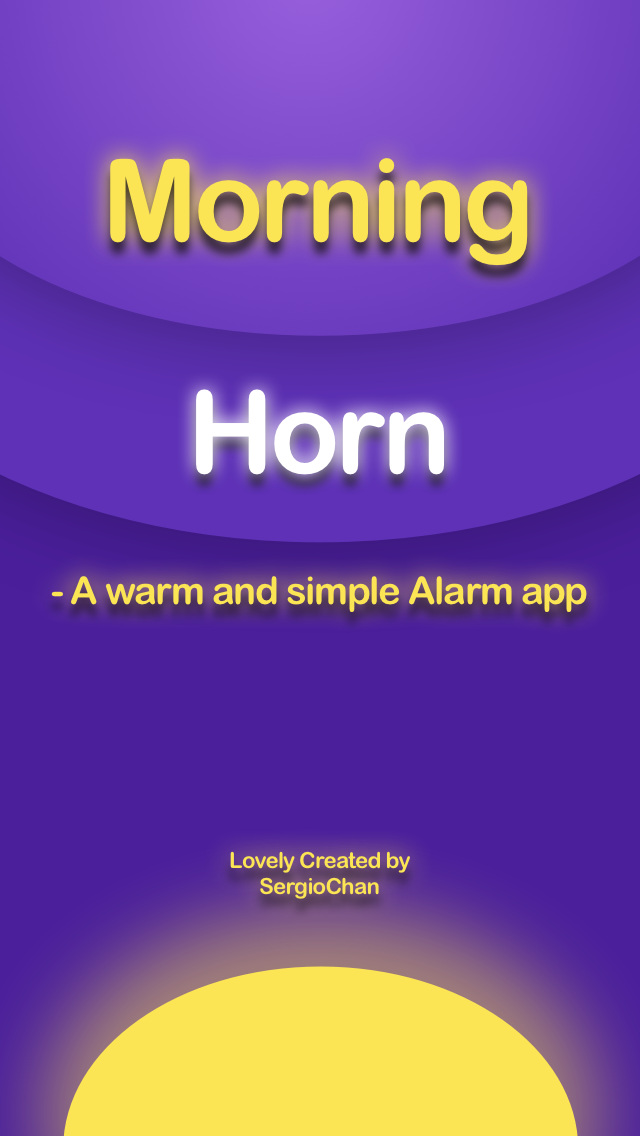 Morning
Horn
- A warm and simple Alarm app
Lovely Created by
SergioChan